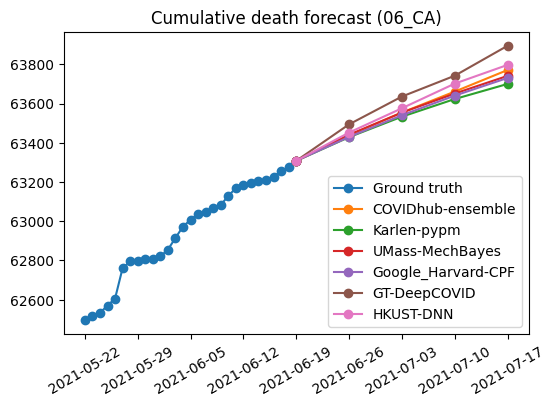 Cumulative death forecast (06_CA)
63800
63600
63400
63200
63000
62800
62600
Ground truth
COVIDhub-ensemble
Karlen-pypm
UMass-MechBayes
Google_Harvard-CPF
GT-DeepCOVID
HKUST-DNN
2021-05-22
2021-05-29
2021-06-05
2021-06-12
2021-06-19
2021-06-26
2021-07-03
2021-07-10
2021-07-17